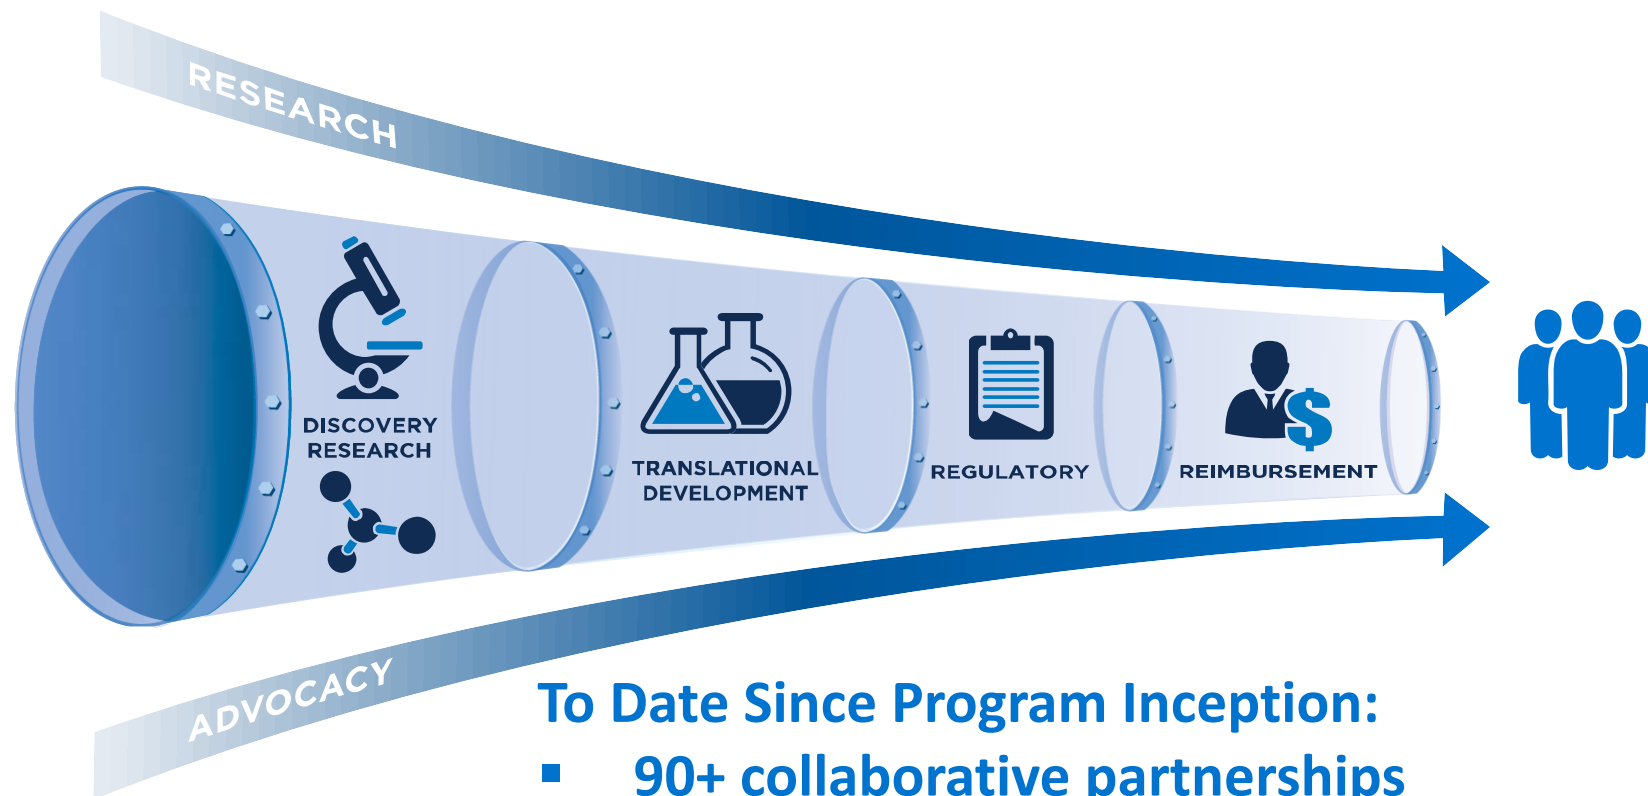 RESEARCH
DISCOVERY
RESEARCH
TRANSLATIONAL
DEVELOPMENT
REGULATORY
REIMBURSEMENT
ADVOCACY
To Date Since Program Inception:
▪ 90+ collaborative partnerships